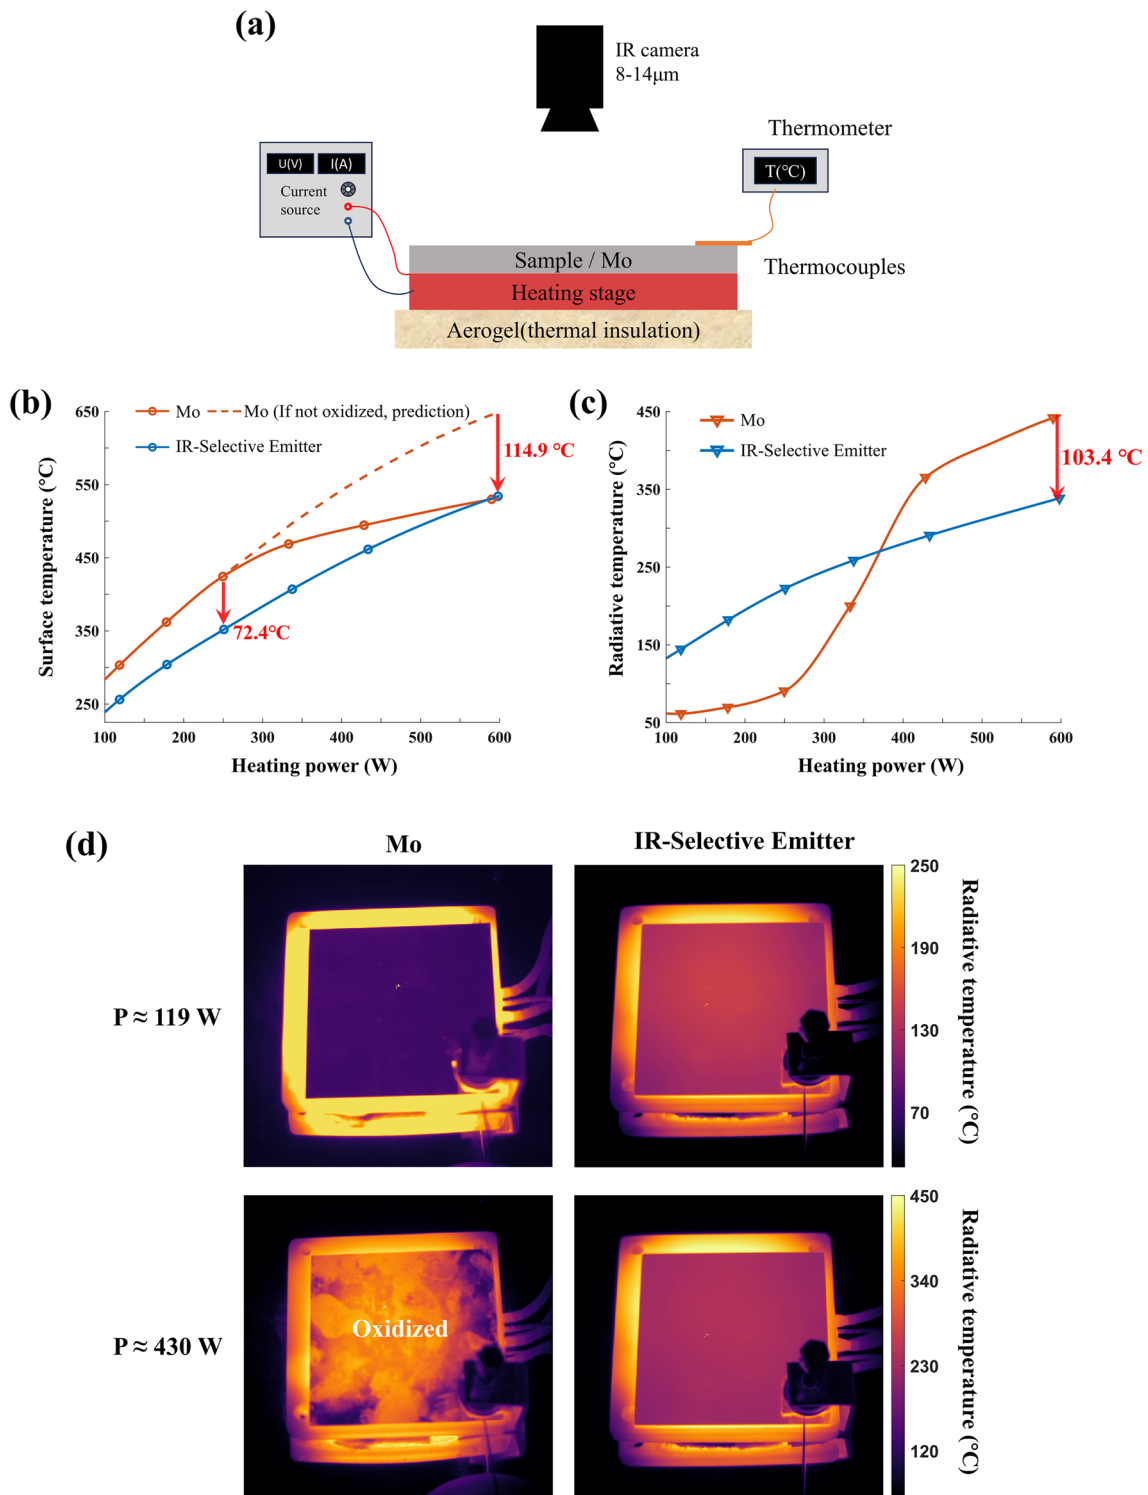 (a)
IR camera
8-14μm
Thermometer
U(V) I(A)
T(℃)
Current
source
Sample / Mo
Thermocouples
Heating stage
Aerogel(thermal insulation)
(b)
650
Mo
Mo (If not oxidized, prediction)
IR-Selective Emitter
114.9 ℃
550
450
350
250
72.4℃
Surface temperature (℃)
100 200 300 400 500 600
Heating power (W)
(c)
450
Mo
IR-Selective Emitter
103.4 ℃
350
250
150
50
Radiative temperature (℃)
100 200 300 400 500 600
Heating power (W)
(d)
Mo
IR-Selective Emitter
P ≈ 119 W
250
190
130
70
Radiative temperature (℃)
P ≈ 430 W
Oxidized
450
340
230
120
Radiative temperature (℃)